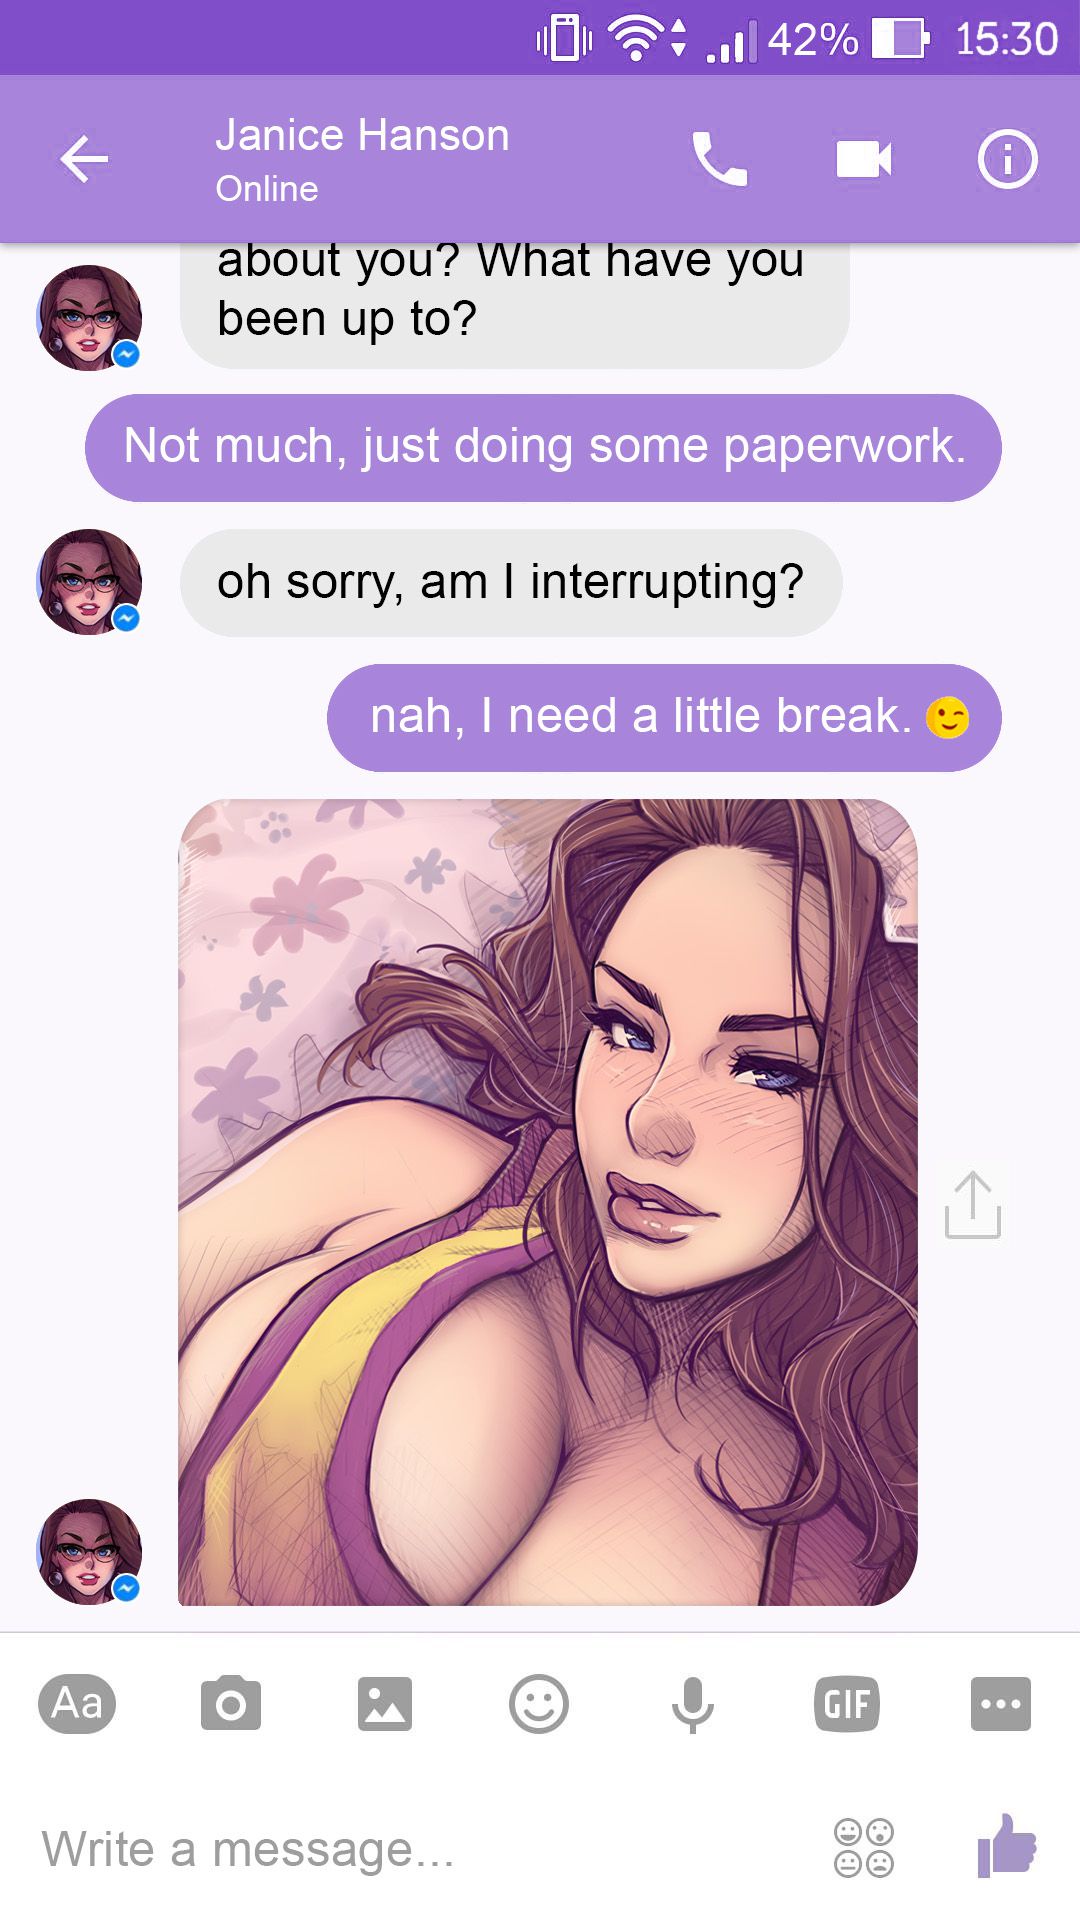 42% 15:30
Janice Hanson
Online
about you? What have you
been up to?
Not much, just doing some paperwork.
oh sorry, am I interrupting?
nah, I need a little break.
Aa
GIF
Write a message...